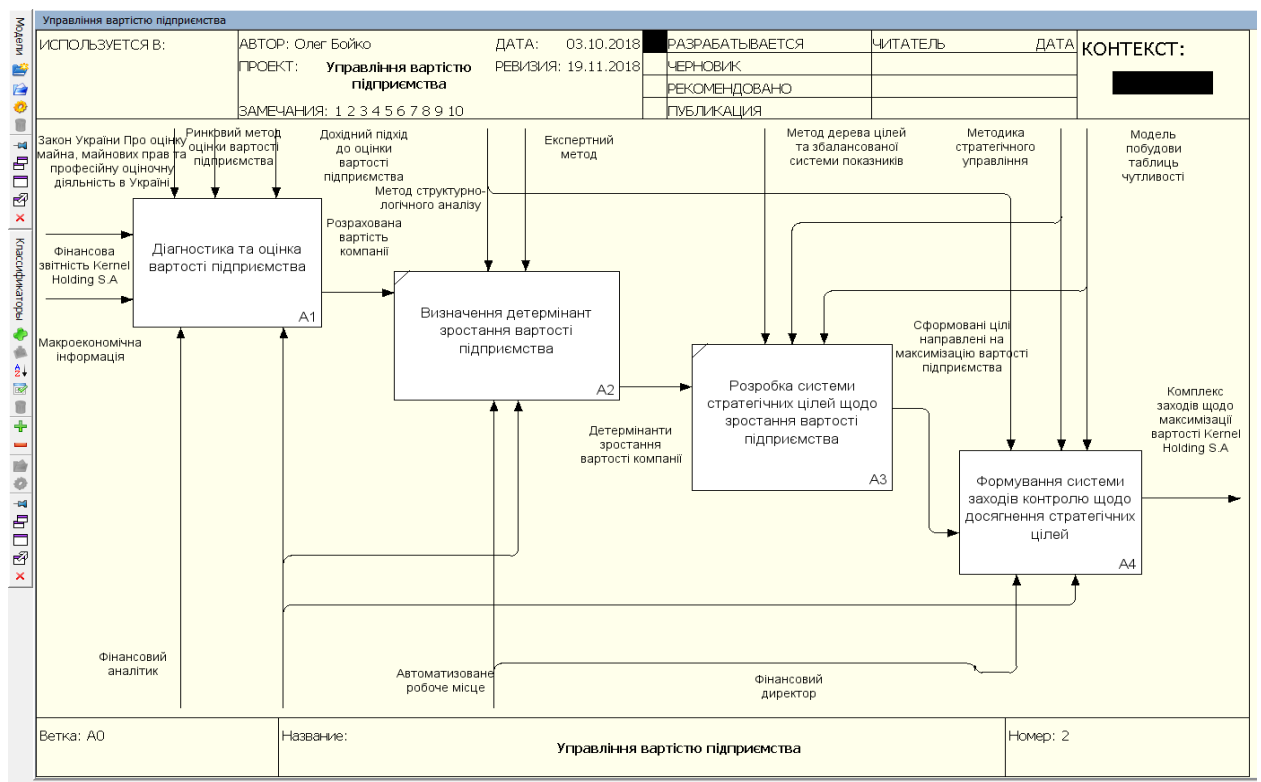 Управління вартістю підприємства
Модели
Классификаторы
ИСПОЛЬЗУЕТСЯ В:
АВТОР: Олег Бойко
ДАТА: 03.10.2018
ПРОЕКТ: Управління вартістю
підприємства
РЕВИЗИЯ: 19.11.2018
ЗАМЕЧАНИЯ: 1 2 3 4 5 6 7 8 9 10
РАЗРАБАТЫВАЕТСЯ
ЧЕРНОВИК
РЕКОМЕНДОВАНО
ПУБЛИКАЦИЯ
ЧИТАТЕЛЬ ДАТА
КОНТЕКСТ:
Закон України Про оцінку
майна, майнових прав та
професійну оціночну
діяльність в Україні
Ринковий метод
оцінки вартості
підприємства
Дохідний підхід
до оцінки
вартості
підприємства
Метод структурно-
логічного аналізу
Експертний
метод
Метод дерева цілей
та збалансованої
системи показників
Методика
стратегічного
управління
Модель
побудови
таблиць
чутливості
Фінансова
звітність Kernel
Holding S.A
Макроекономічна
інформація
Діагностика та оцінка
вартості підприємства
A1
Розрахована
вартість
компанії
Визначення детермінант
зростання вартості
підприємства
A2
Детермінанти
зростання
вартості компанії
Розробка системи
стратегічних цілей щодо
зростання вартості
підприємства
A3
Сформовані цілі
направлені на
максимізацію вартості
підприємства
Формування системи
заходів контролю щодо
досягнення стратегічних
цілей
A4
Комплекс
заходів щодо
максимізації
вартості Kernel
Holding S.A
Фінансовий
аналітик
Автоматизоване
робоче місце
Фінансовий
директор
Ветка: A0
Название:
Управління вартістю підприємства
Номер: 2